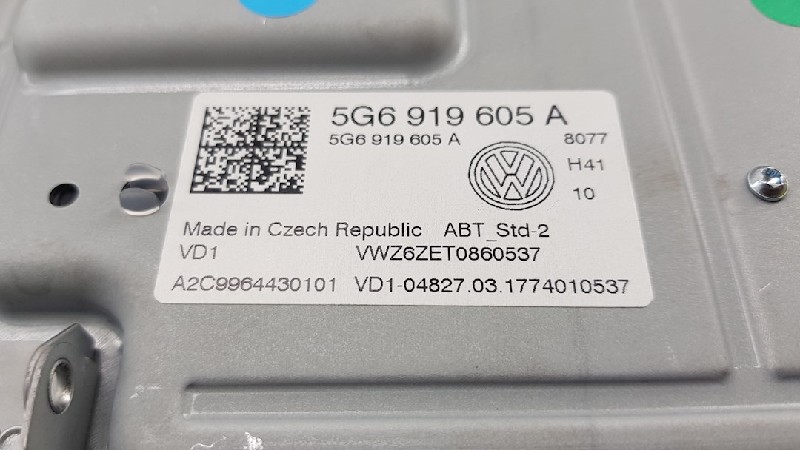 5G6 919 605 A
5G6 919 605 A 8077
H41
10
Made in Czech Republic ABT_Std-2
VD1 VWZ6ZET0860537
A2C9964430101 VD1-04827.03.1774010537